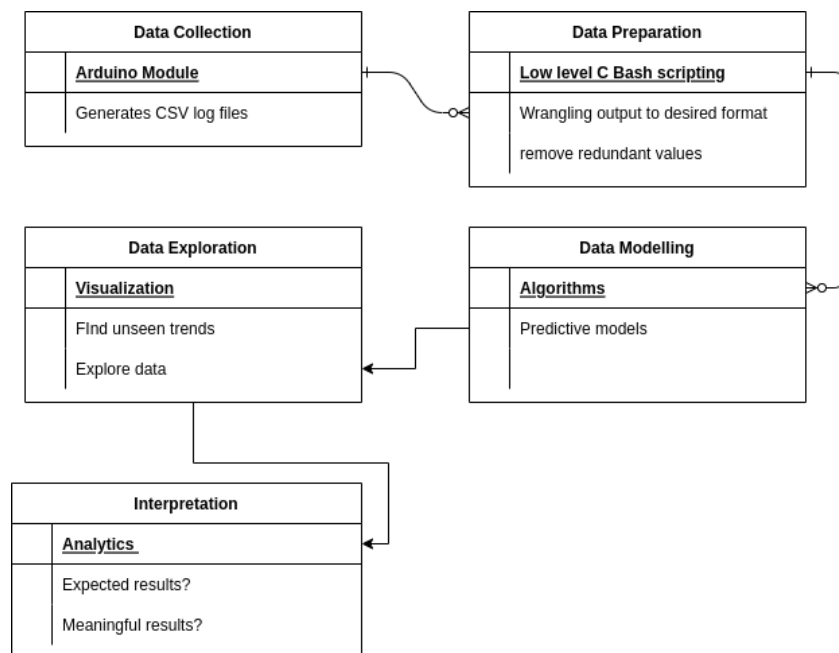 Data Collection
Arduino Module
Generates CSV log files
Data Preparation
Low level C Bash scripting
Wrangling output to desired format
remove redundant values
Data Exploration
Visualization
FInd unseen trends
Explore data
Data Modelling
Algorithms
Predictive models
Interpretation
Analytics
Expected results?
Meaningful results?